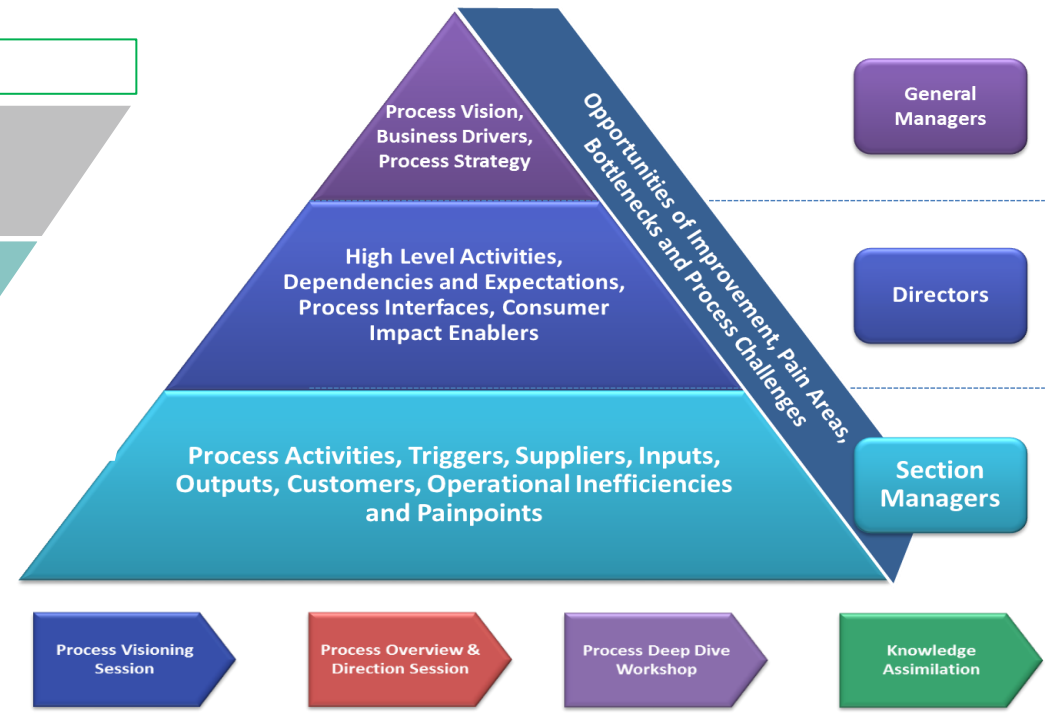 Process Vision,
Business Drivers,
Process Strategy
High Level Activities,
Dependencies and Expectations,
Process Interfaces, Consumer
Impact Enablers
Process Activities, Triggers, Suppliers, Inputs,
Outputs, Customers, Operational Inefficiencies
and Painpoints
Opportunities of Improvement, Pain Areas,
Bottlenecks and Process Challenges
General
Managers
Directors
Section
Managers
Process Visioning
Session
Process Overview &
Direction Session
Process Deep Dive
Workshop
Knowledge
Assimilation